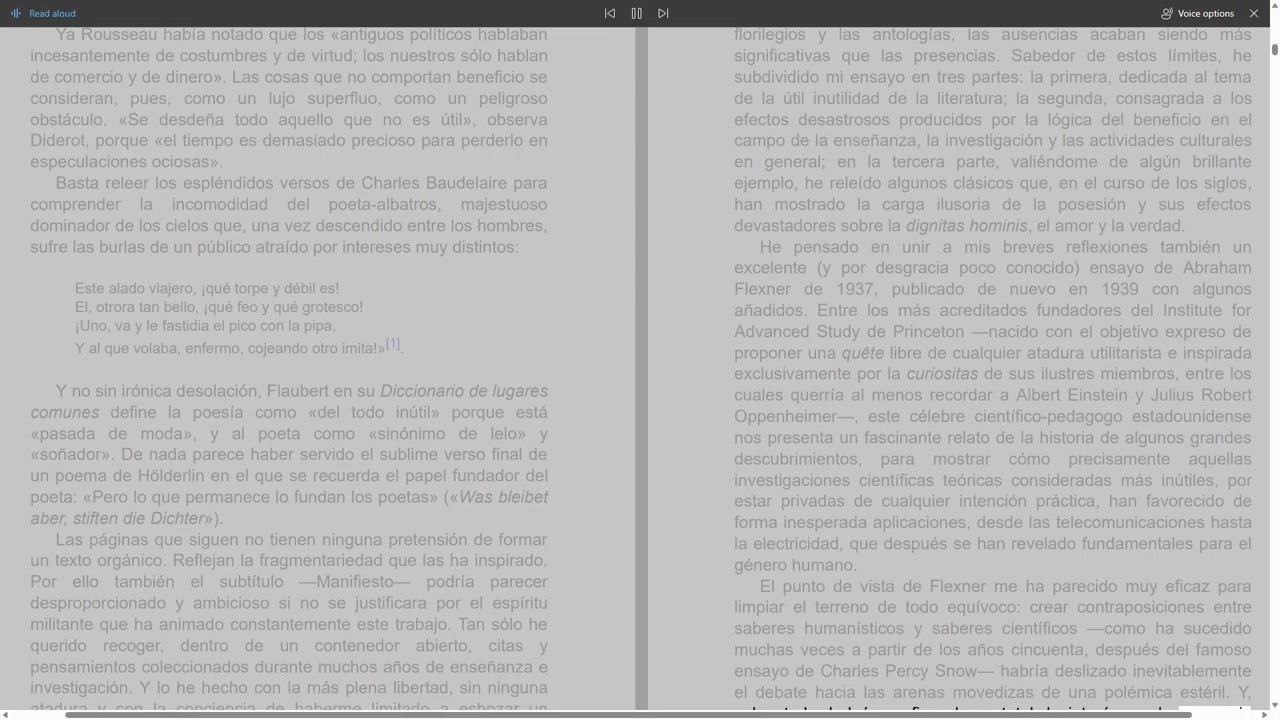 Read aloud
Voice options
Ya Rousseau había notado que los «antiguos políticos hablaban
incesantemente de costumbres y de virtud; los nuestros sólo hablan
de comercio y de dinero». Las cosas que no comportan beneficio se
consideran, pues, como un lujo superfluo, como un peligroso
obstáculo. «Se desdeña todo aquello que no es útil», observa
Diderot, porque «el tiempo es demasiado precioso para perderlo en
especulaciones ociosas».
Basta releer los espléndidos versos de Charles Baudelaire para
comprender la incomodidad del poeta-albatros, majestuoso
dominador de los cielos que, una vez descendido entre los hombres,
sufre las burlas de un público atraído por intereses muy distintos:
Este alado viajero, ¡qué torpe y débil es!
El, otrora tan bello, ¡qué feo y qué grotesco!
¡Uno, va y le fastidia el pico con la pipa,
Y al que volaba, enfermo, cojeando otro imita!»[1].
Y no sin irónica desolación, Flaubert en su Diccionario de lugares
comunes define la poesía como «del todo inútil» porque está
«pasada de moda», y al poeta como «sinónimo de lelo» y
«soñador». De nada parece haber servido el sublime verso final de
un poema de Hölderlin en el que se recuerda el papel fundador del
poeta: «Pero lo que permanece lo fundan los poetas» («Was bleibet
aber, stiften die Dichter»).
Las páginas que siguen no tienen ninguna pretensión de formar
un texto orgánico. Reflejan la fragmentariedad que las ha inspirado.
Por ello también el subtítulo —Manifiesto— podría parecer
desproporcionado y ambicioso si no se justificara por el espíritu
militante que ha animado constantemente este trabajo. Tan sólo he
querido recoger, dentro de un contenedor abierto, citas y
pensamientos coleccionados durante muchos años de enseñanza e
investigación. Y lo he hecho con la más plena libertad, sin ninguna
atadura y con la conciencia de haberme limitado a esbozar un
florilegios y las antologías, las ausencias acaban siendo más
significativas que las presencias. Sabedor de estos límites, he
subdividido mi ensayo en tres partes: la primera, dedicada al tema
de la útil inutilidad de la literatura; la segunda, consagrada a los
efectos desastrosos producidos por la lógica del beneficio en el
campo de la enseñanza, la investigación y las actividades culturales
en general; en la tercera parte, valiéndome de algún brillante
ejemplo, he releído algunos clásicos que, en el curso de los siglos,
han mostrado la carga ilusoria de la posesión y sus efectos
devastadores sobre la dignitas hominis, el amor y la verdad.
He pensado en unir a mis breves reflexiones también un
excelente (y por desgracia poco conocido) ensayo de Abraham
Flexner de 1937, publicado de nuevo en 1939 con algunos
añadidos. Entre los más acreditados fundadores del Institute for
Advanced Study de Princeton —nacido con el objetivo expreso de
proponer una quête libre de cualquier atadura utilitarista e inspirada
exclusivamente por la curiositas de sus ilustres miembros, entre los
cuales querría al menos recordar a Albert Einstein y Julius Robert
Oppenheimer—, este célebre científico-pedagogo estadounidense
nos presenta un fascinante relato de la historia de algunos grandes
descubrimientos, para mostrar cómo precisamente aquellas
investigaciones científicas teóricas consideradas más inútiles, por
estar privadas de cualquier intención práctica, han favorecido de
forma inesperada aplicaciones, desde las telecomunicaciones hasta
la electricidad, que después se han revelado fundamentales para el
género humano.
El punto de vista de Flexner me ha parecido muy eficaz para
limpiar el terreno de todo equívoco: crear contraposiciones entre
saberes humanísticos y saberes científicos —como ha sucedido
muchas veces a partir de los años cincuenta, después del famoso
ensayo de Charles Percy Snow— habría deslizado inevitablemente
el debate hacia las arenas movedizas de una polémica estéril. Y,